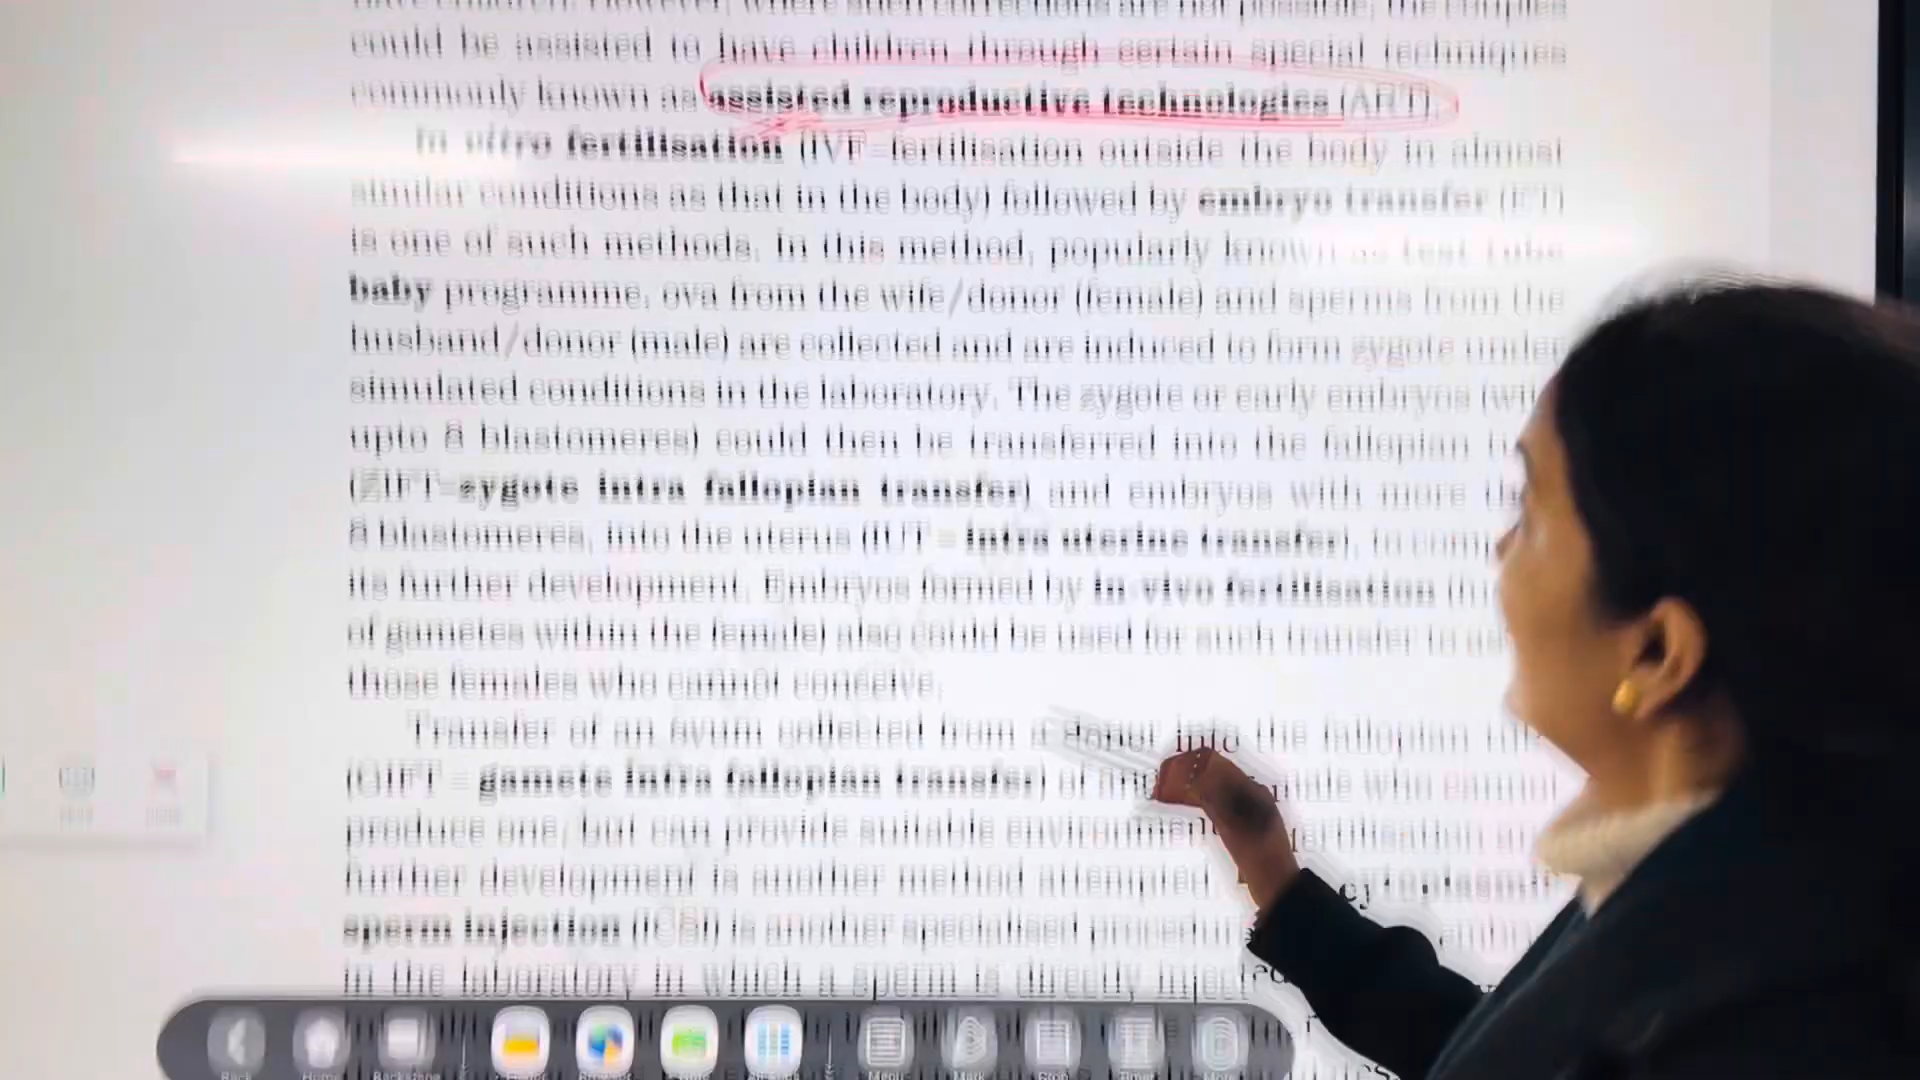 could be assisted to have children through certain special techniques
commonly known as assisted reproductive technologies (ART).
In vitro fertilisation (IVF–fertilisation outside the body in almost
similar conditions as that in the body) followed by embryo transfer (ET)
is one of such methods. In this method, popularly known as test tube
baby programme, ova from the wife/donor (female) and sperms from the
husband/donor (male) are collected and are induced to form zygote under
simulated conditions in the laboratory. The zygote or early embryos
upto 8 blastomeres) could then be transferred into the fallopian
(ZIFT–zygote intra fallopian transfer) and embryos with more
8 blastomeres, into the uterus (IUT – intra uterine transfer), to
its further development. Embryos formed by in vivo fertilisation
of gametes within the female) also could be used for such transfer to
those females who cannot conceive.
Transfer of an ovum collected from a donor into the fallopian
(GIFT – gamete intra fallopian transfer) of who cannot
produce one, but can provide suitable environment fertilisation
further development is another method attempted.
sperm injection (ICSI) is another specialised
in the laboratory in which a sperm is directly
Back Home Menu